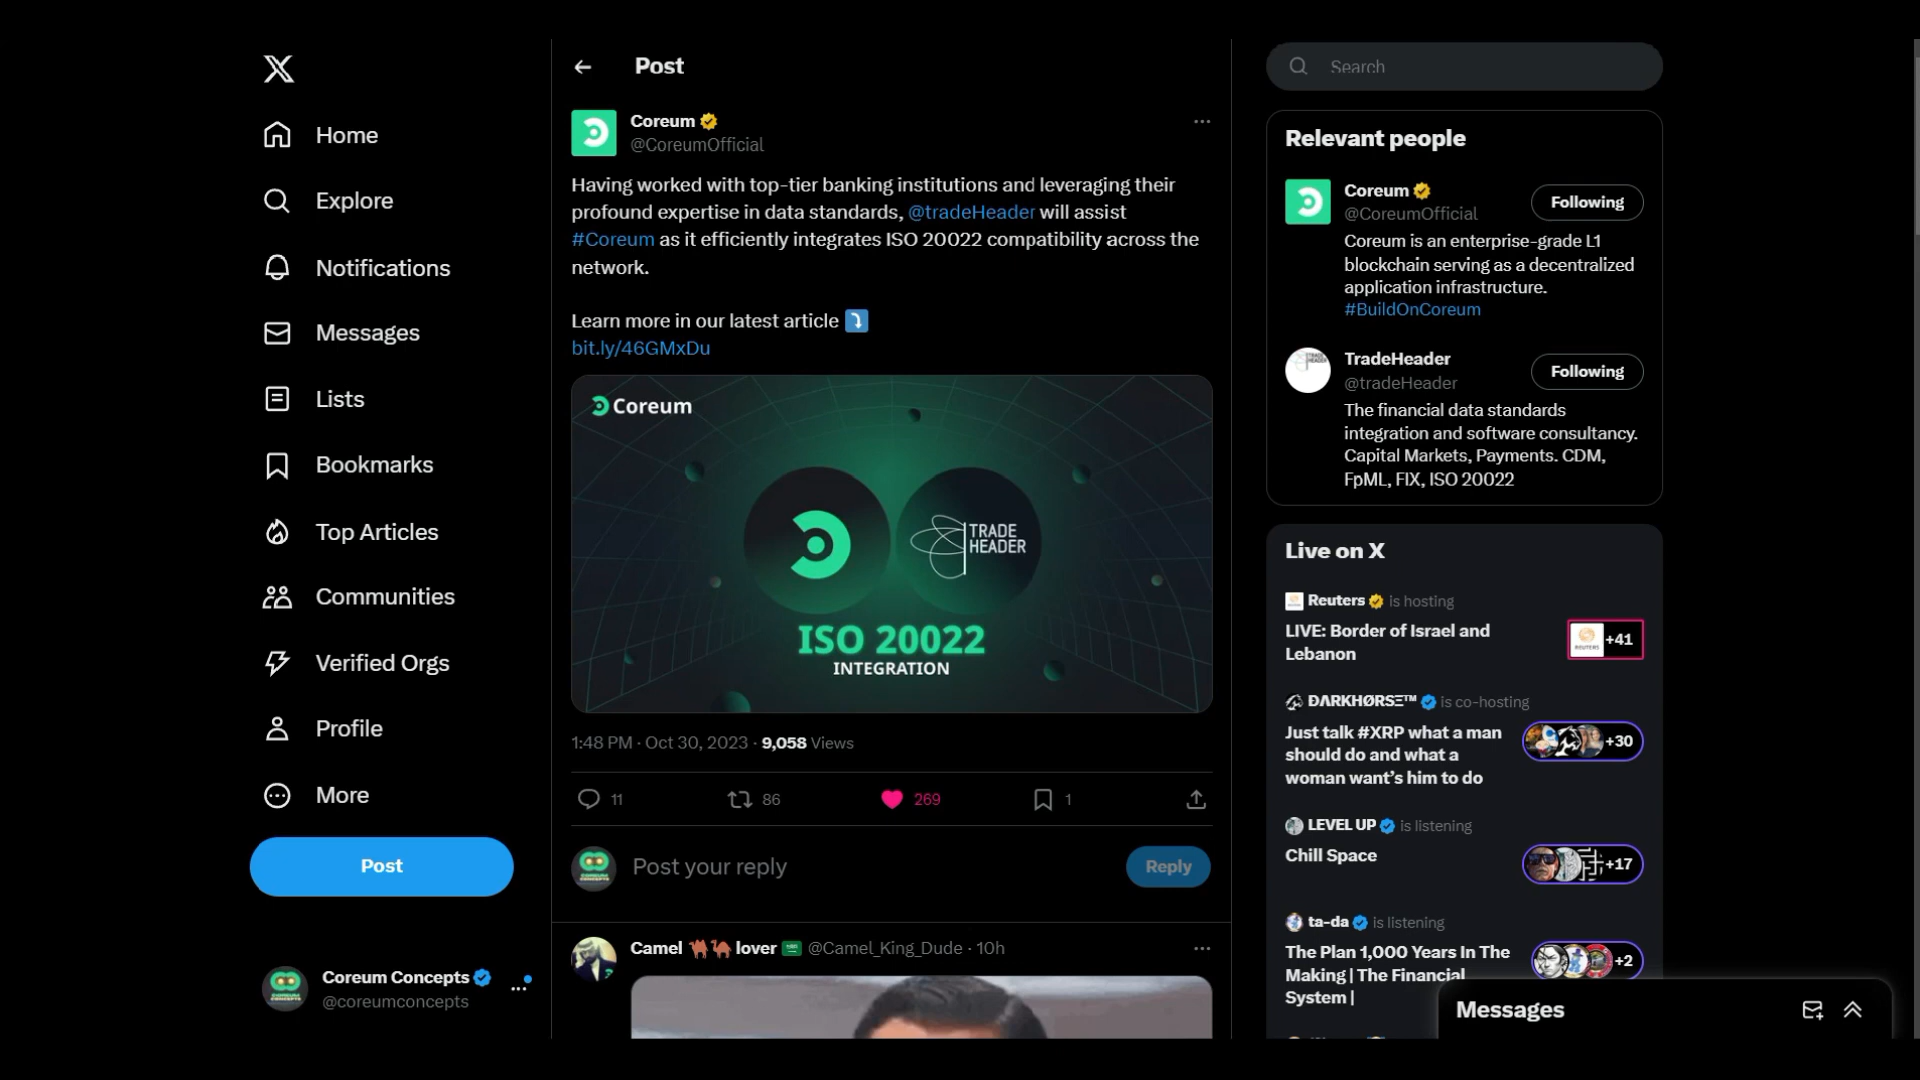 Home
Explore
Notifications
Messages
Lists
Bookmarks
Top Articles
Communities
Verified Orgs
Profile
More
Post
Coreum Concepts
@coreumconcepts
Post
Coreum
@CoreumOfficial
Having worked with top-tier banking institutions and leveraging their
profound expertise in data standards, @tradeHeader will assist
#Coreum as it efficiently integrates ISO 20022 compatibility across the
network.
Learn more in our latest article
bit.ly/46GMxDu
Coreum
TRADE
HEADER
ISO 20022
INTEGRATION
1:48 PM · Oct 30, 2023 · 9,058 Views
11 86 269 1
Post your reply
Reply
Camel lover @Camel_King_Dude · 10h
Search
Relevant people
Coreum
@CoreumOfficial
Following
Coreum is an enterprise-grade L1
blockchain serving as a decentralized
application infrastructure.
#BuildOnCoreum
TradeHeader
@tradeHeader
Following
The financial data standards
integration and software consultancy.
Capital Markets, Payments. CDM,
FpML, FIX, ISO 20022
Live on X
Reuters is hosting
LIVE: Border of Israel and
Lebanon
+41
ĐARKHØRSΞ™ is co-hosting
Just talk #XRP what a man
should do and what a
woman want's him to do
+30
LEVEL UP is listening
Chill Space
+17
ta-da is listening
The Plan 1,000 Years In The
Making | The Financial
System |
+2
Messages